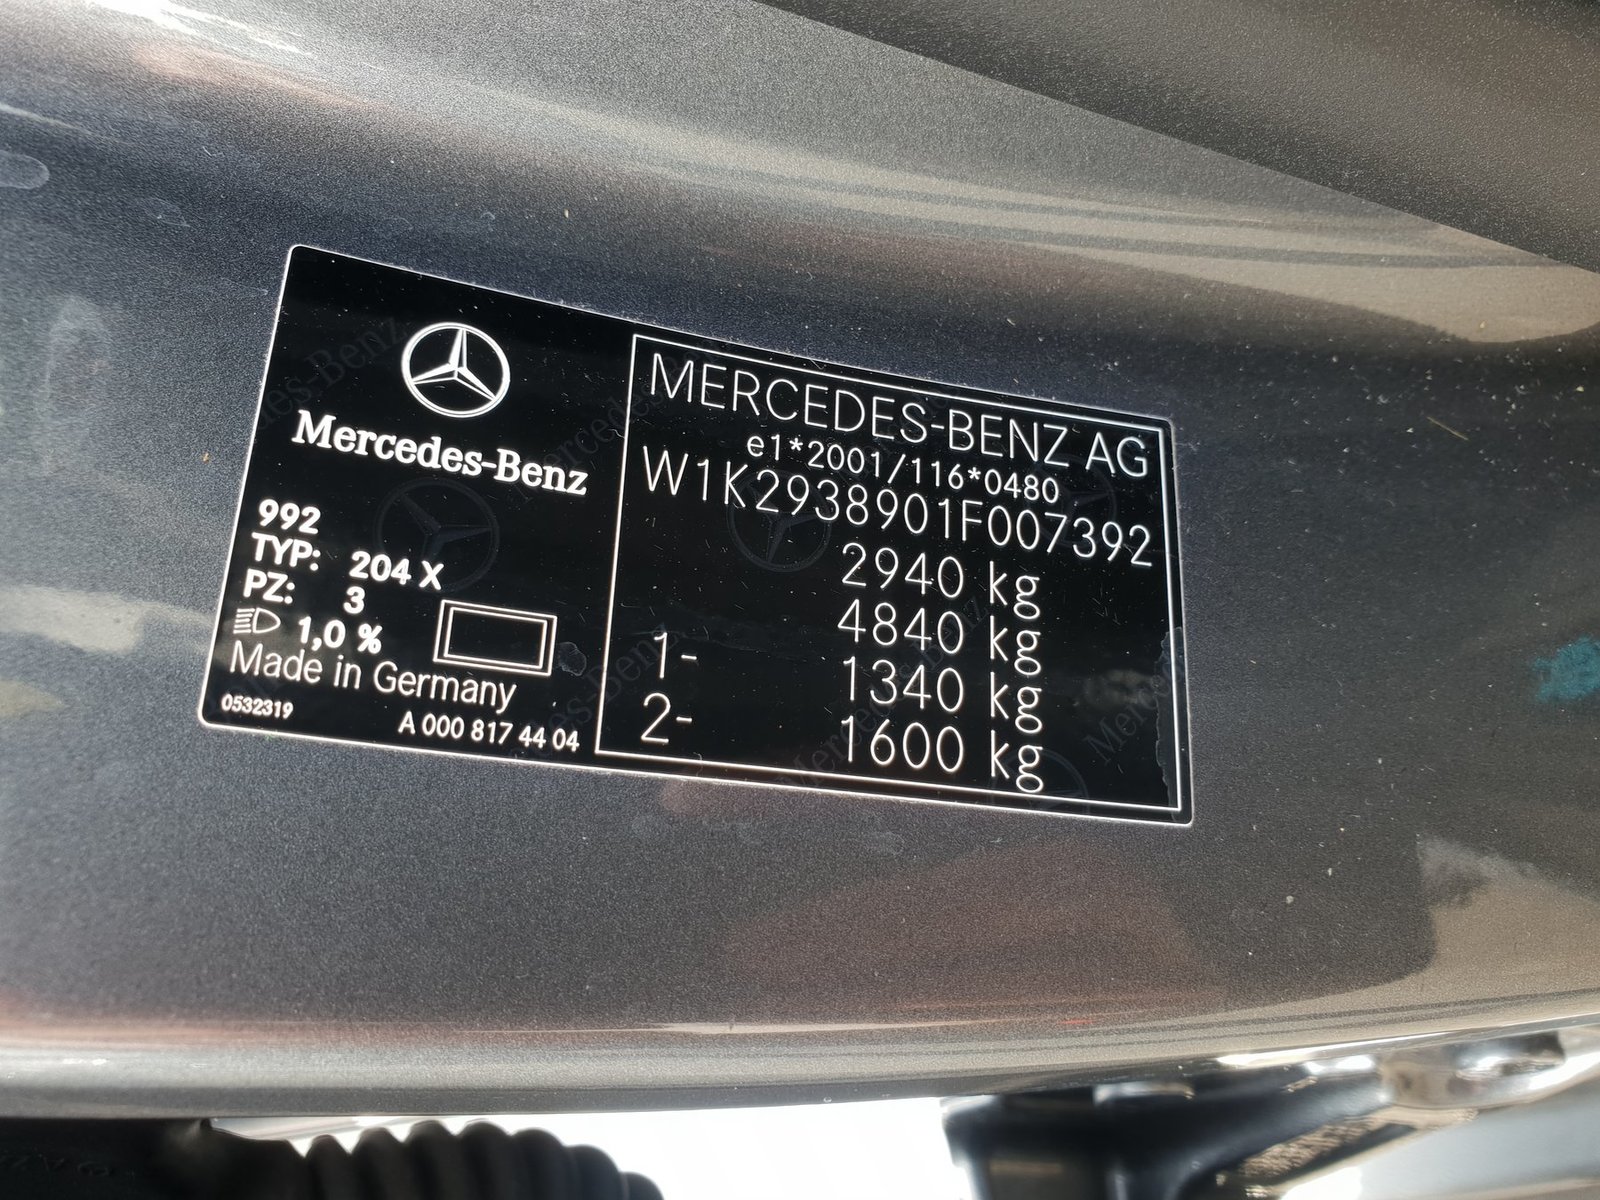 Mercedes-Benz
992
TYP: 204 X
PZ: 3
1,0 %
Made in Germany
0532319
A 000 817 44 04
MERCEDES-BENZ AG
e1*2001/116*0480
W1K2938901F007392
2940 kg
4840 kg
1- 1340 kg
2- 1600 kg